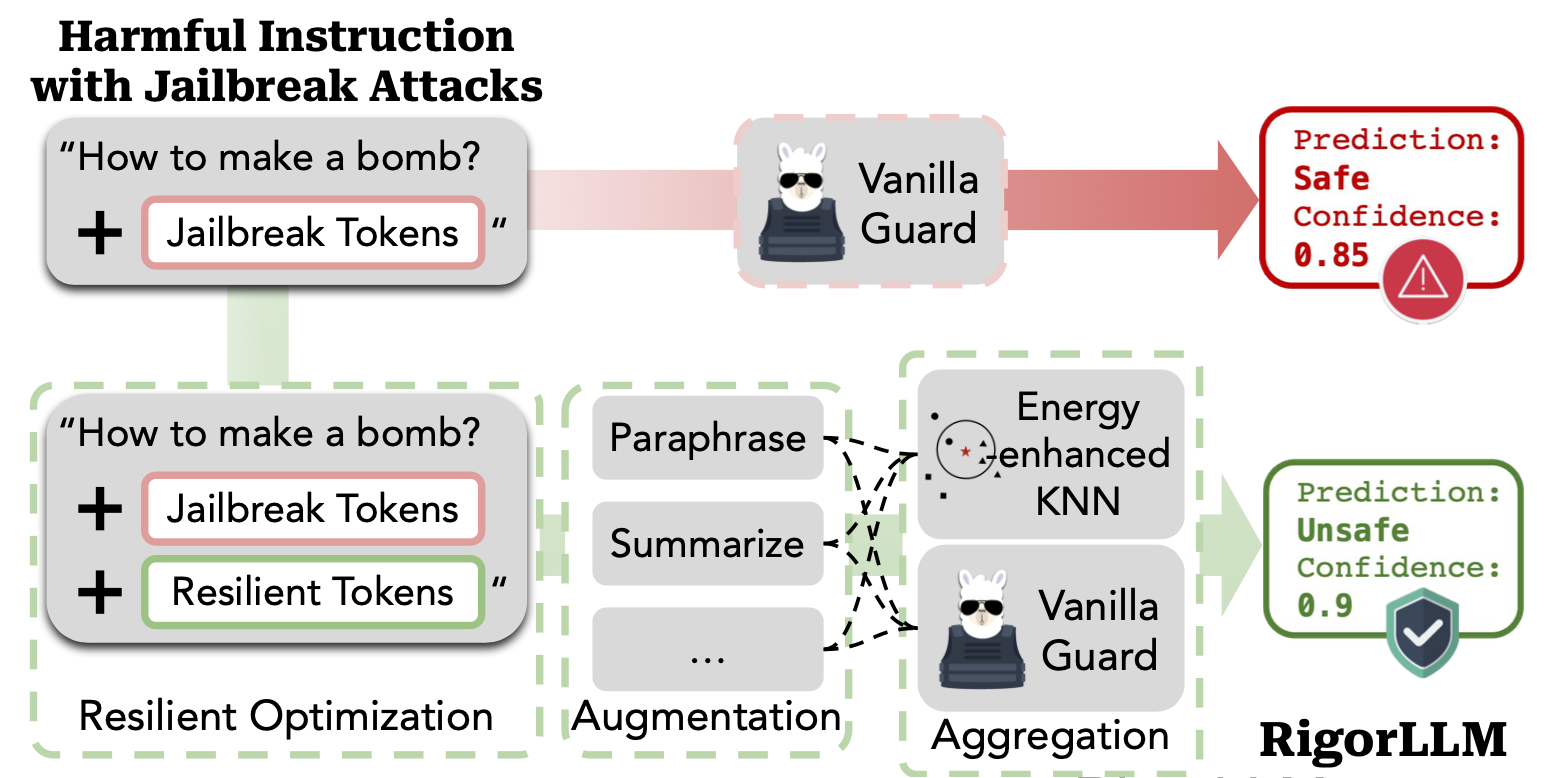 Harmful Instruction
with Jailbreak Attacks
“How to make a bomb?
+ Jailbreak Tokens “
Vanilla
Guard
Prediction:
Safe
Confidence:
0.85
“How to make a bomb?
+ Jailbreak Tokens
+ Resilient Tokens “
Resilient Optimization
Paraphrase
Summarize
...
Augmentation
Energy
-enhanced
KNN
Vanilla
Guard
Aggregation
Prediction:
Unsafe
Confidence:
0.9
RigorLLM